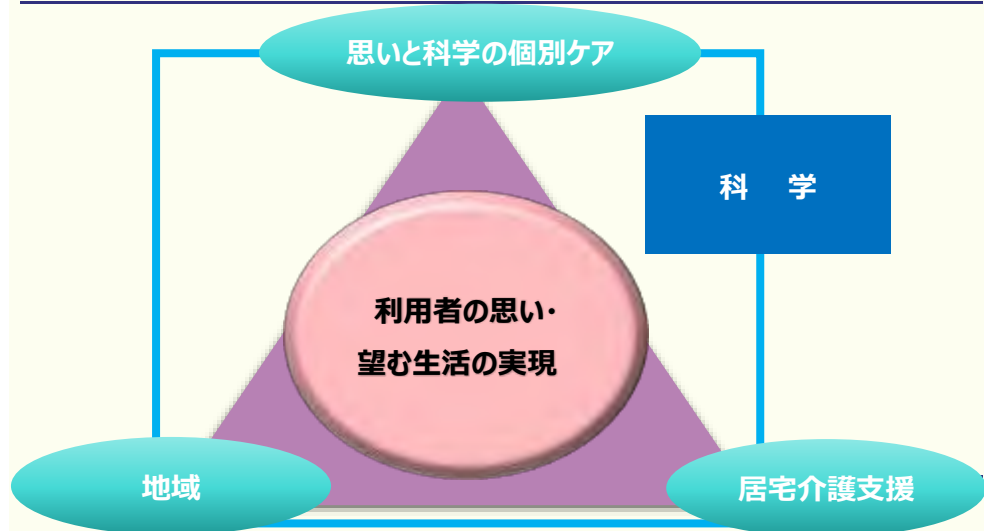 思いと科学の個別ケア
科　学
利用者の思い・
望む生活の実現
地域
居宅介護支援